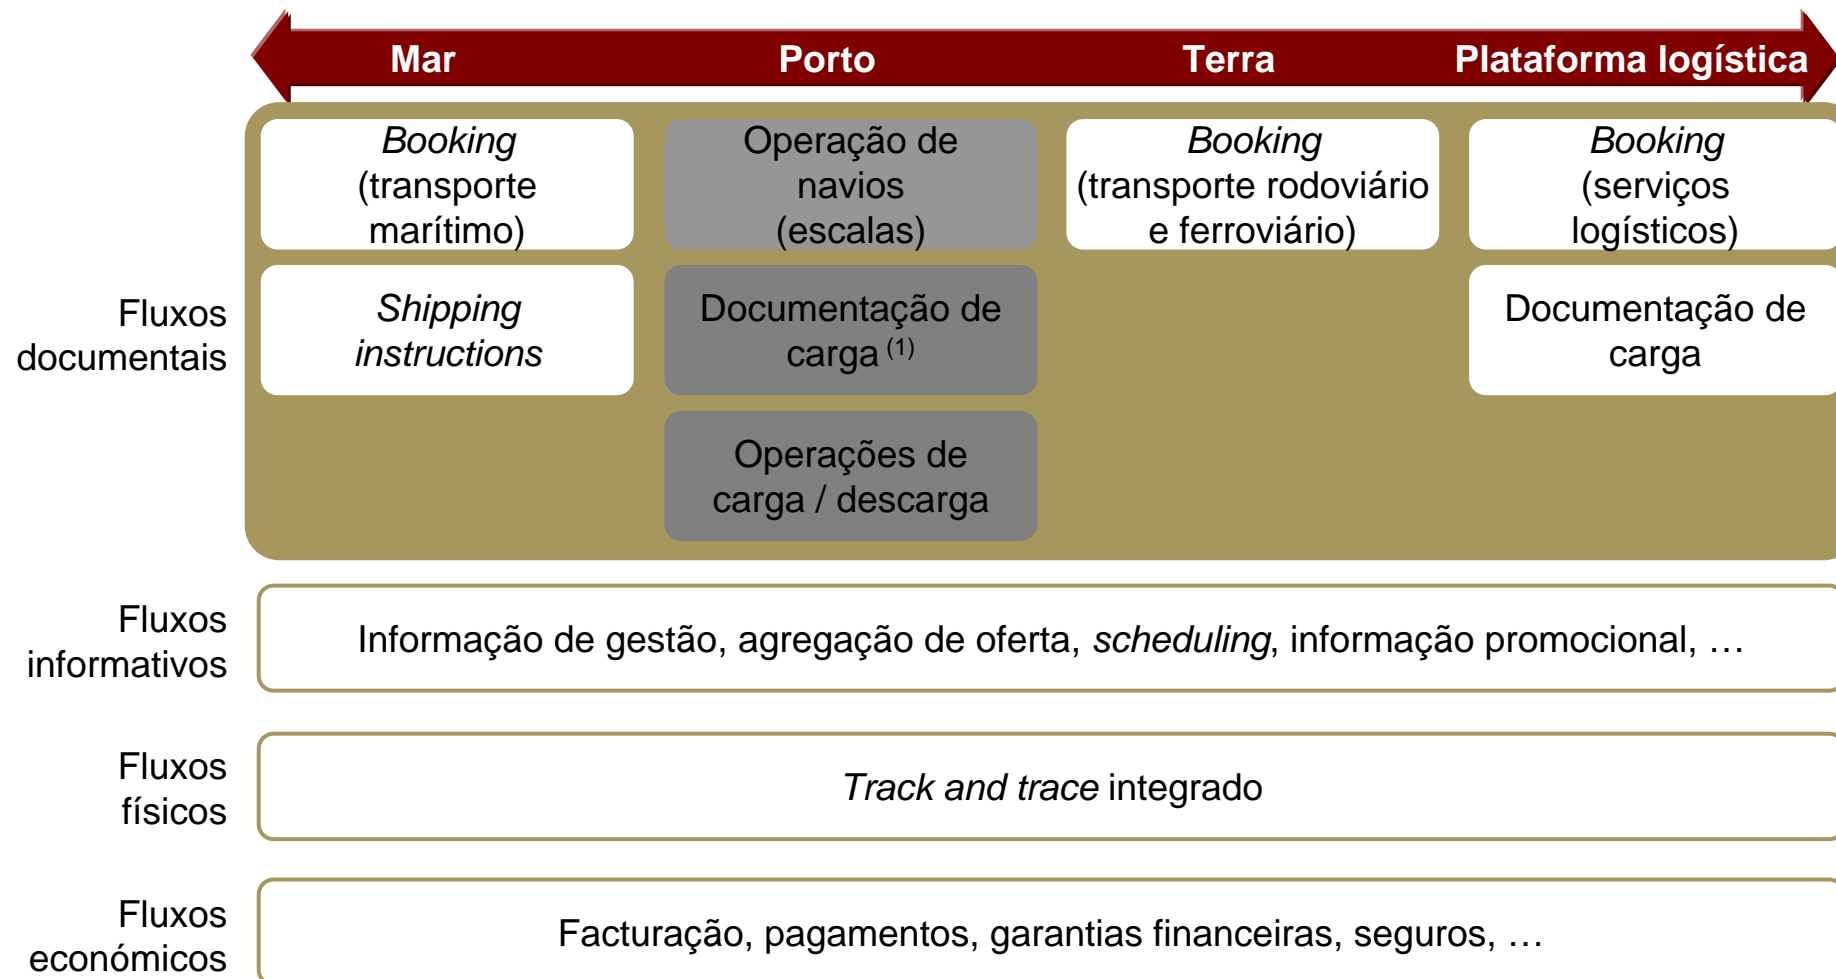 Mar
Porto
Terra
Plataforma logística
Fluxos
documentais
Booking
(transporte
marítimo)
Shipping
instructions
Operação de
navios
(escalas)
Documentação de
carga (1)
Operações de
carga / descarga
Booking
(transporte rodoviário
e ferroviário)
Booking
(serviços
logísticos)
Documentação de
carga
Fluxos
informativos
Informação de gestão, agregação de oferta, scheduling, informação promocional, …
Fluxos
físicos
Track and trace integrado
Fluxos
económicos
Facturação, pagamentos, garantias financeiras, seguros, …